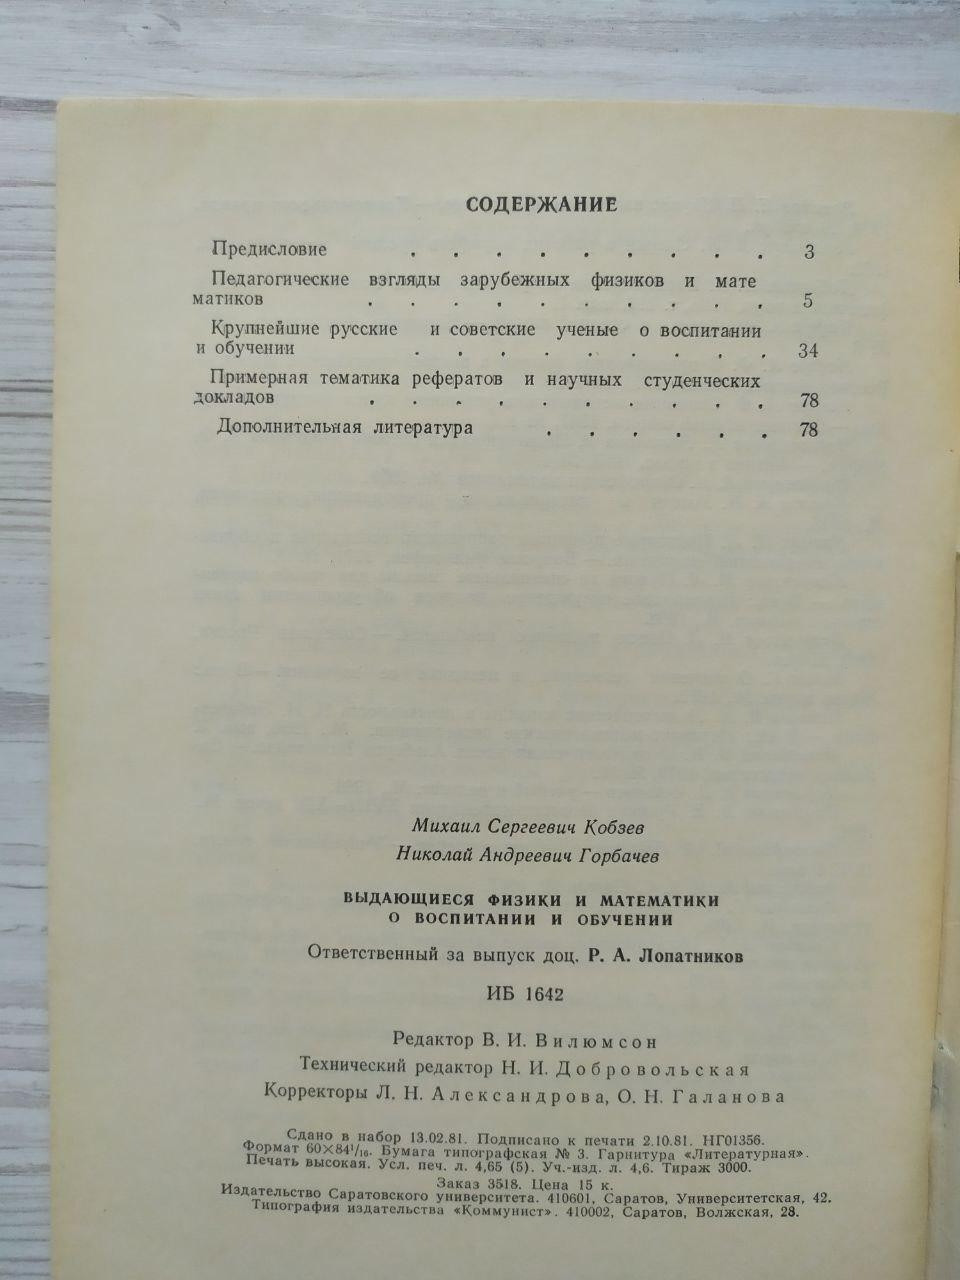 СОДЕРЖАНИЕ
Предисловие . . . . . . . . . 3
Педагогические взгляды зарубежных физиков и мате
матиков . . . . . . . . . . 5
Крупнейшие русские и советские ученые о воспитании
и обучении . . . . . . . . . 34
Примерная тематика рефератов и научных студенческих
докладов . . . . . . . . . . 78
Дополнительная литература . . . . . . 78
Михаил Сергеевич Кобзев
Николай Андреевич Горбачев
ВЫДАЮЩИЕСЯ ФИЗИКИ И МАТЕМАТИКИ
О ВОСПИТАНИИ И ОБУЧЕНИИ
Ответственный за выпуск доц. Р. А. Лопатников
ИБ 1642
Редактор В. И. Вилюмсон
Технический редактор Н. И. Добровольская
Корректоры Л. Н. Александрова, О. Н. Галанова
Сдано в набор 13.02.81. Подписано к печати 2.10.81. НГ01356.
Формат 60×84¹/₁₆. Бумага типографская № 3. Гарнитура «Литературная».
Печать высокая. Усл. печ. л. 4,65 (5). Уч.-изд. л. 4,6. Тираж 3000.
Заказ 3518. Цена 15 к.
Издательство Саратовского университета. 410601, Саратов, Университетская, 42.
Типография издательства «Коммунист». 410002, Саратов, Волжская, 28.